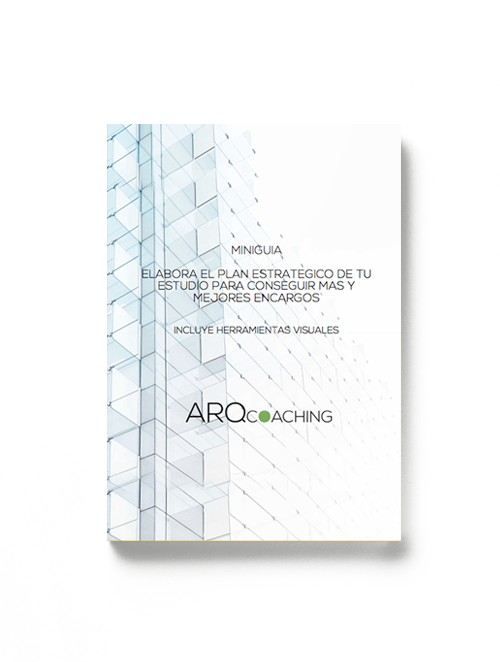 MINIGUIA
ELABORA EL PLAN ESTRATEGICO DE TU
ESTUDIO PARA CONSEGUIR MAS Y
MEJORES ENCARGOS
INCLUYE HERRAMIENTAS VISUALES
ARQCOACHING